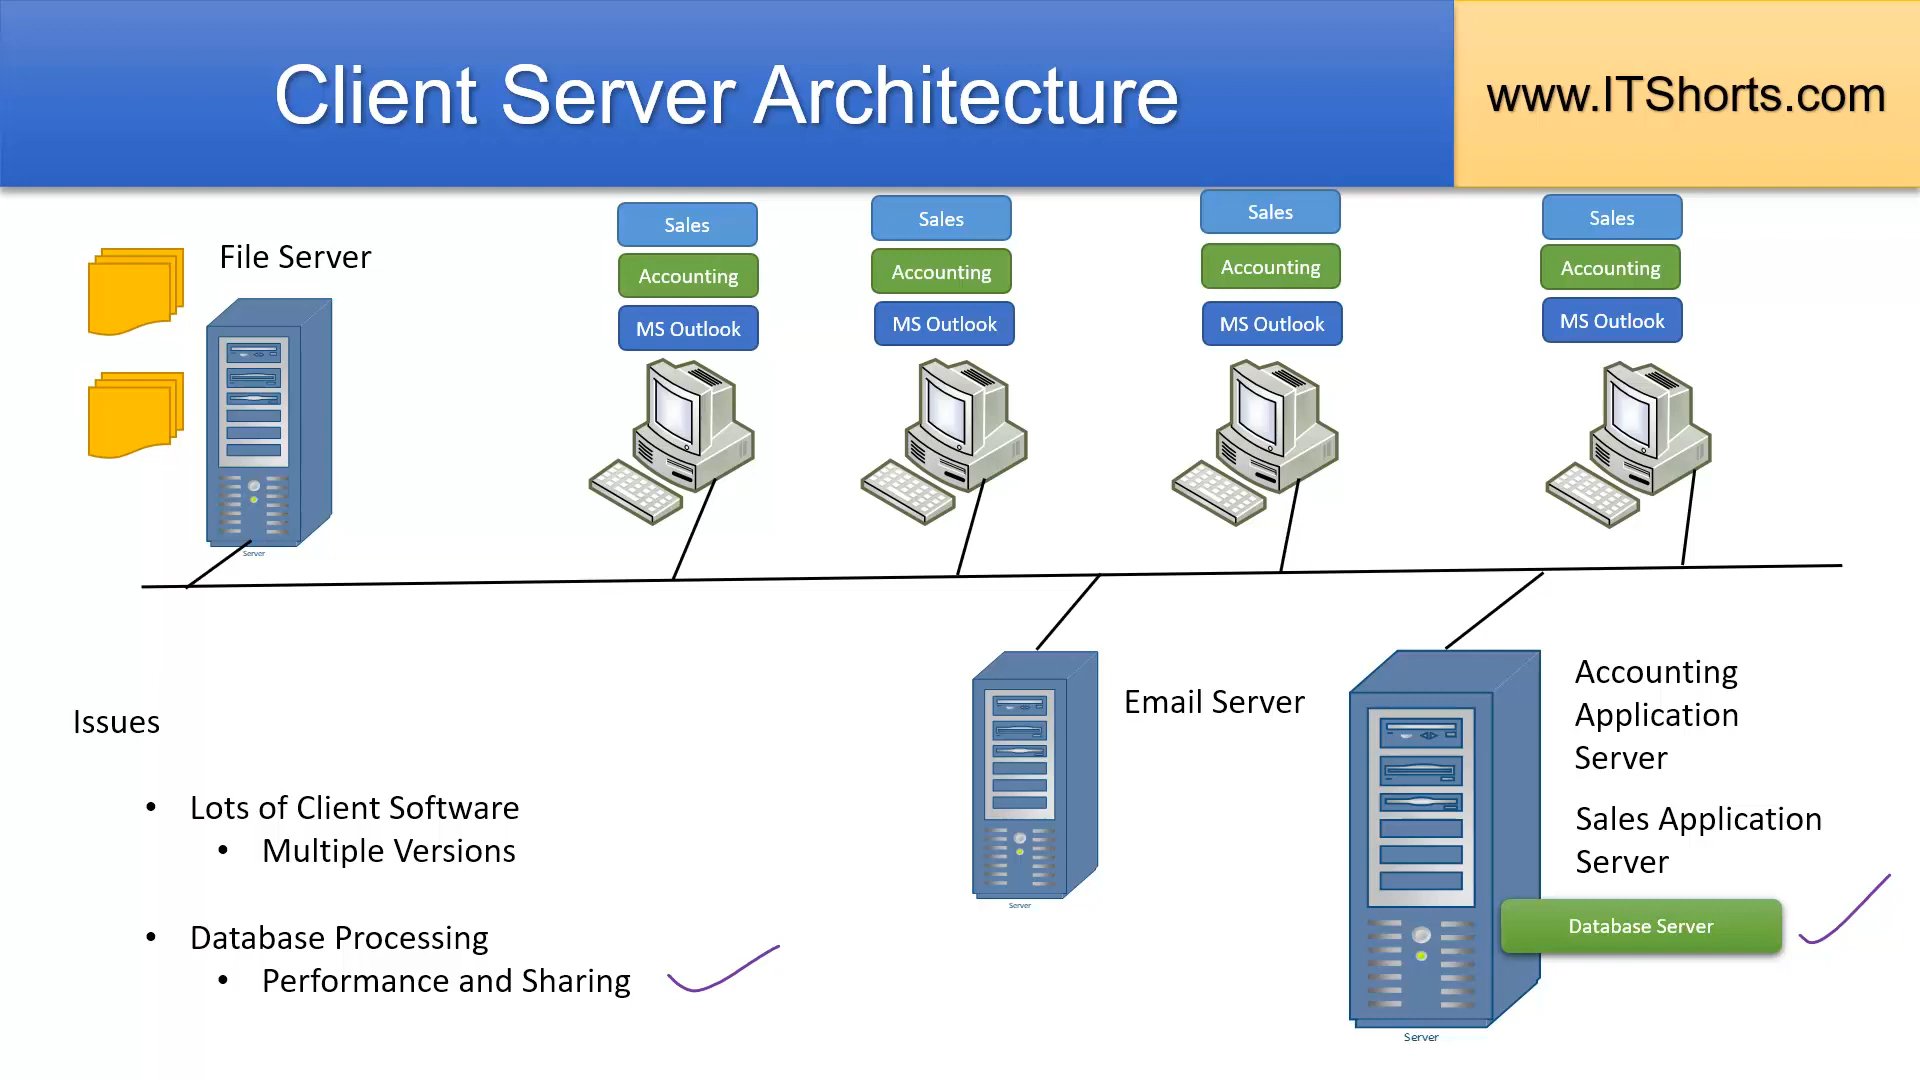 Client Server Architecture
www.ITShorts.com
File Server
Server
Sales
Accounting
MS Outlook
Sales
Accounting
MS Outlook
Sales
Accounting
MS Outlook
Sales
Accounting
MS Outlook
Issues
• Lots of Client Software
• Multiple Versions
• Database Processing
• Performance and Sharing
Email Server
Server
Accounting
Application
Server
Sales Application
Server
Database Server
Server